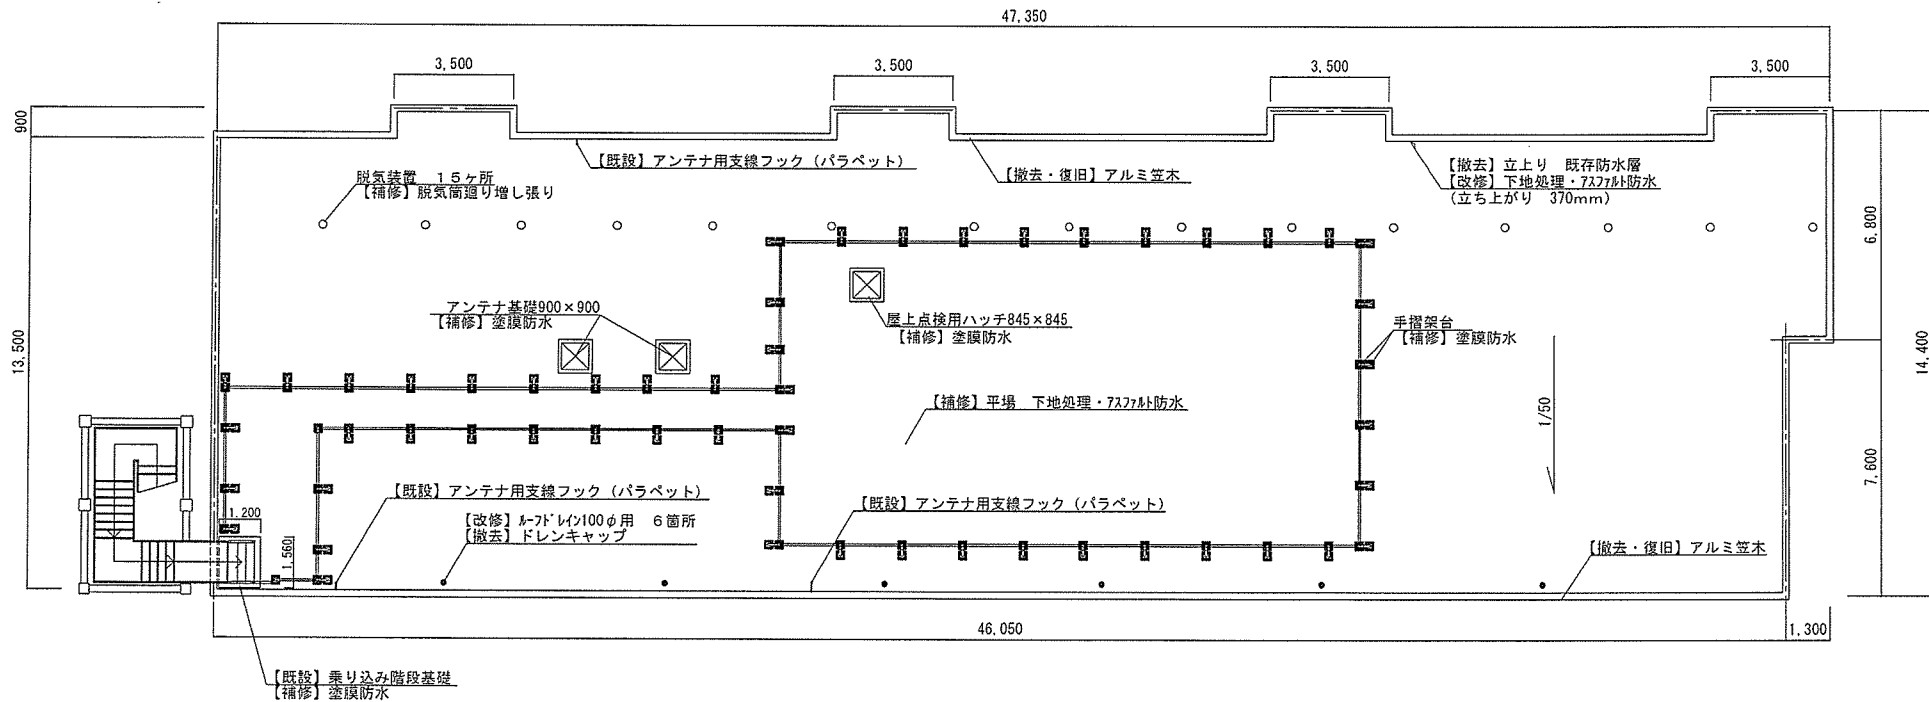 47,350
3,500
3,500
3,500
3,500
900
【既設】アンテナ用支線フック（パラペット）
【撤去・復旧】アルミ笠木
【撤去】立上り　既存防水層
【改修】下地処理・ｱｽﾌｧﾙﾄ防水
(立ち上がり　370mm)
脱気装置　１５ヶ所
【補修】脱気筒廻り増し張り
6,800
アンテナ基礎900×900
【補修】塗膜防水
屋上点検用ハッチ845×845
【補修】塗膜防水
手摺架台
【補修】塗膜防水
13,500
14,400
【補修】平場　下地処理・ｱｽﾌｧﾙﾄ防水
1/50
7,600
【既設】アンテナ用支線フック（パラペット）
【既設】アンテナ用支線フック（パラペット）
1,200
【改修】ﾙｰﾌﾄﾞﾚｲﾝ100φ用　６箇所
【撤去】ドレンキャップ
1,560
【撤去・復旧】アルミ笠木
46,050
1,300
【既設】乗り込み階段基礎
【補修】塗膜防水